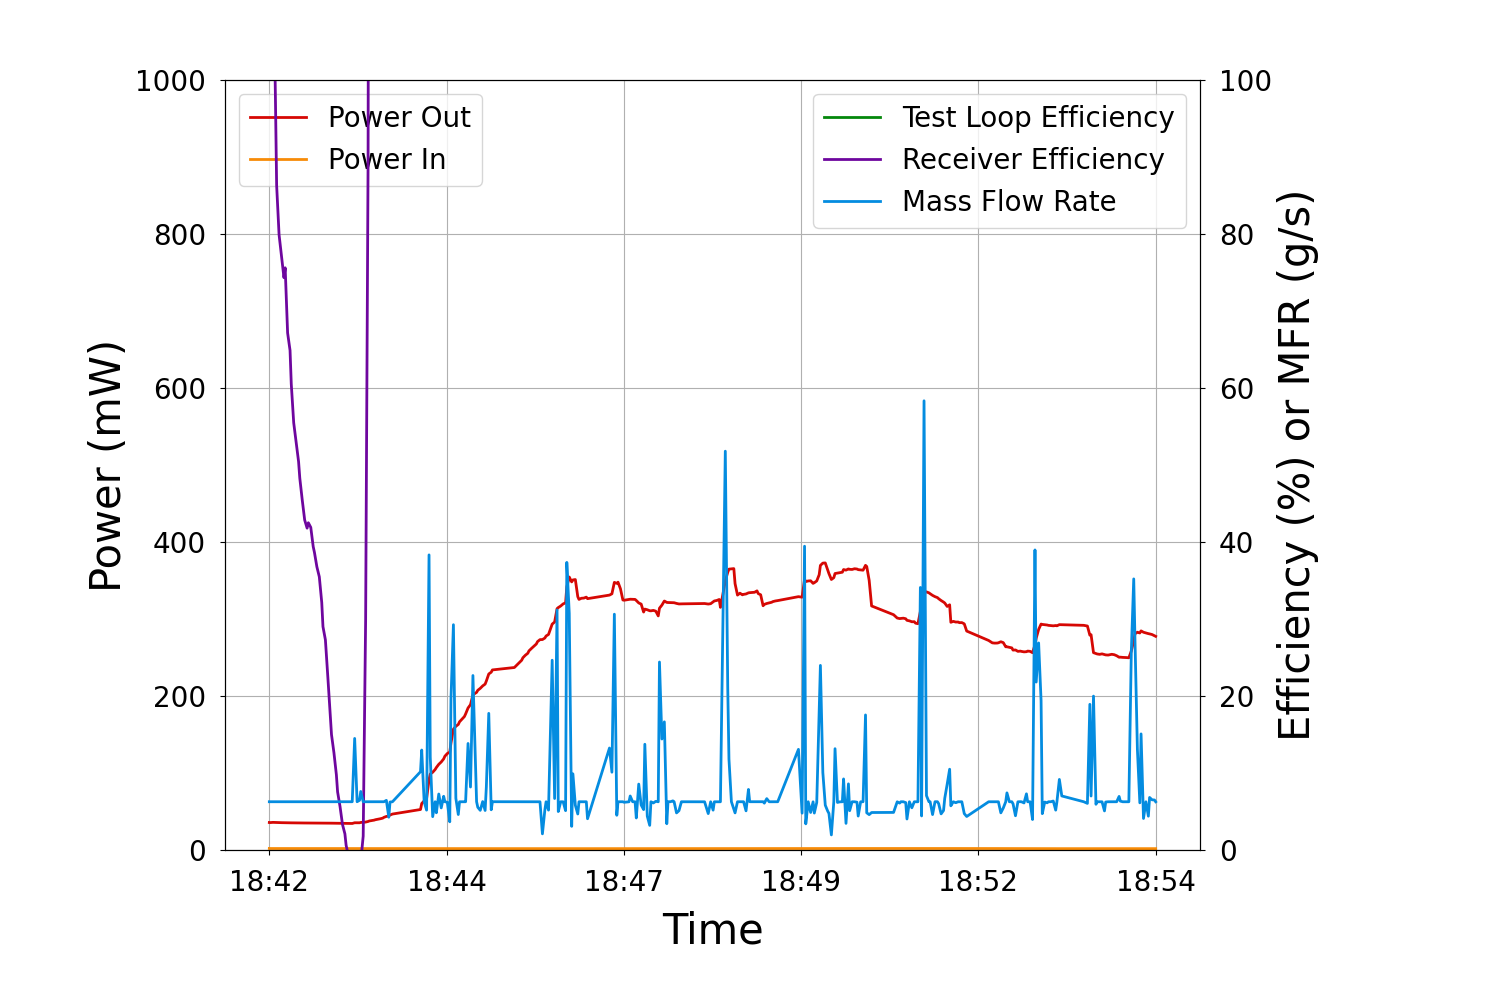 1000
800
600
400
200
0
Power (mW)
Power Out
Power In
Test Loop Efficiency
Receiver Efficiency
Mass Flow Rate
100
80
60
40
20
0
Efficiency (%) or MFR (g/s)
18:42 18:44 18:47 18:49 18:52 18:54
Time